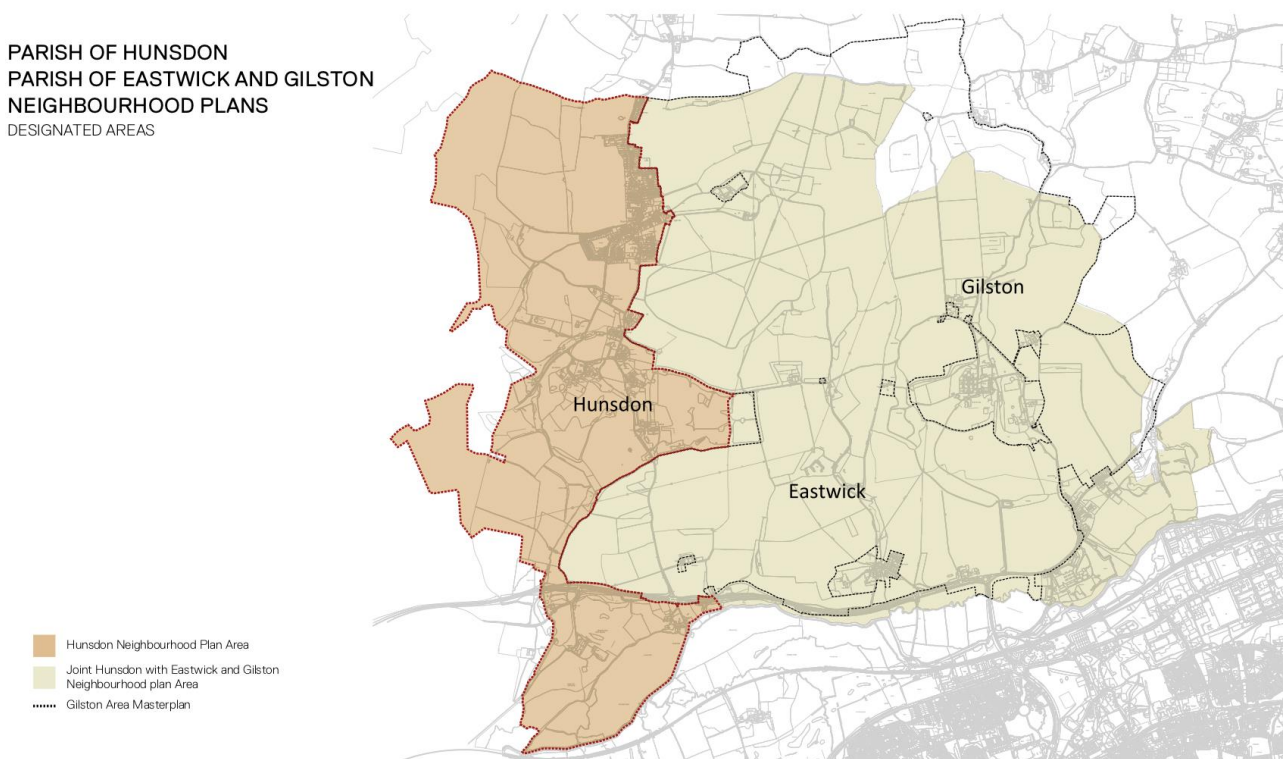 PARISH OF HUNSDON
PARISH OF EASTWICK AND GILSTON
NEIGHBOURHOOD PLANS
DESIGNATED AREAS
Gilston
Hunsdon
Eastwick
Hunsdon Neighbourhood Plan Area
Joint Hunsdon with Eastwick and Gilston
Neighbourhood plan Area
Gilston Area Masterplan